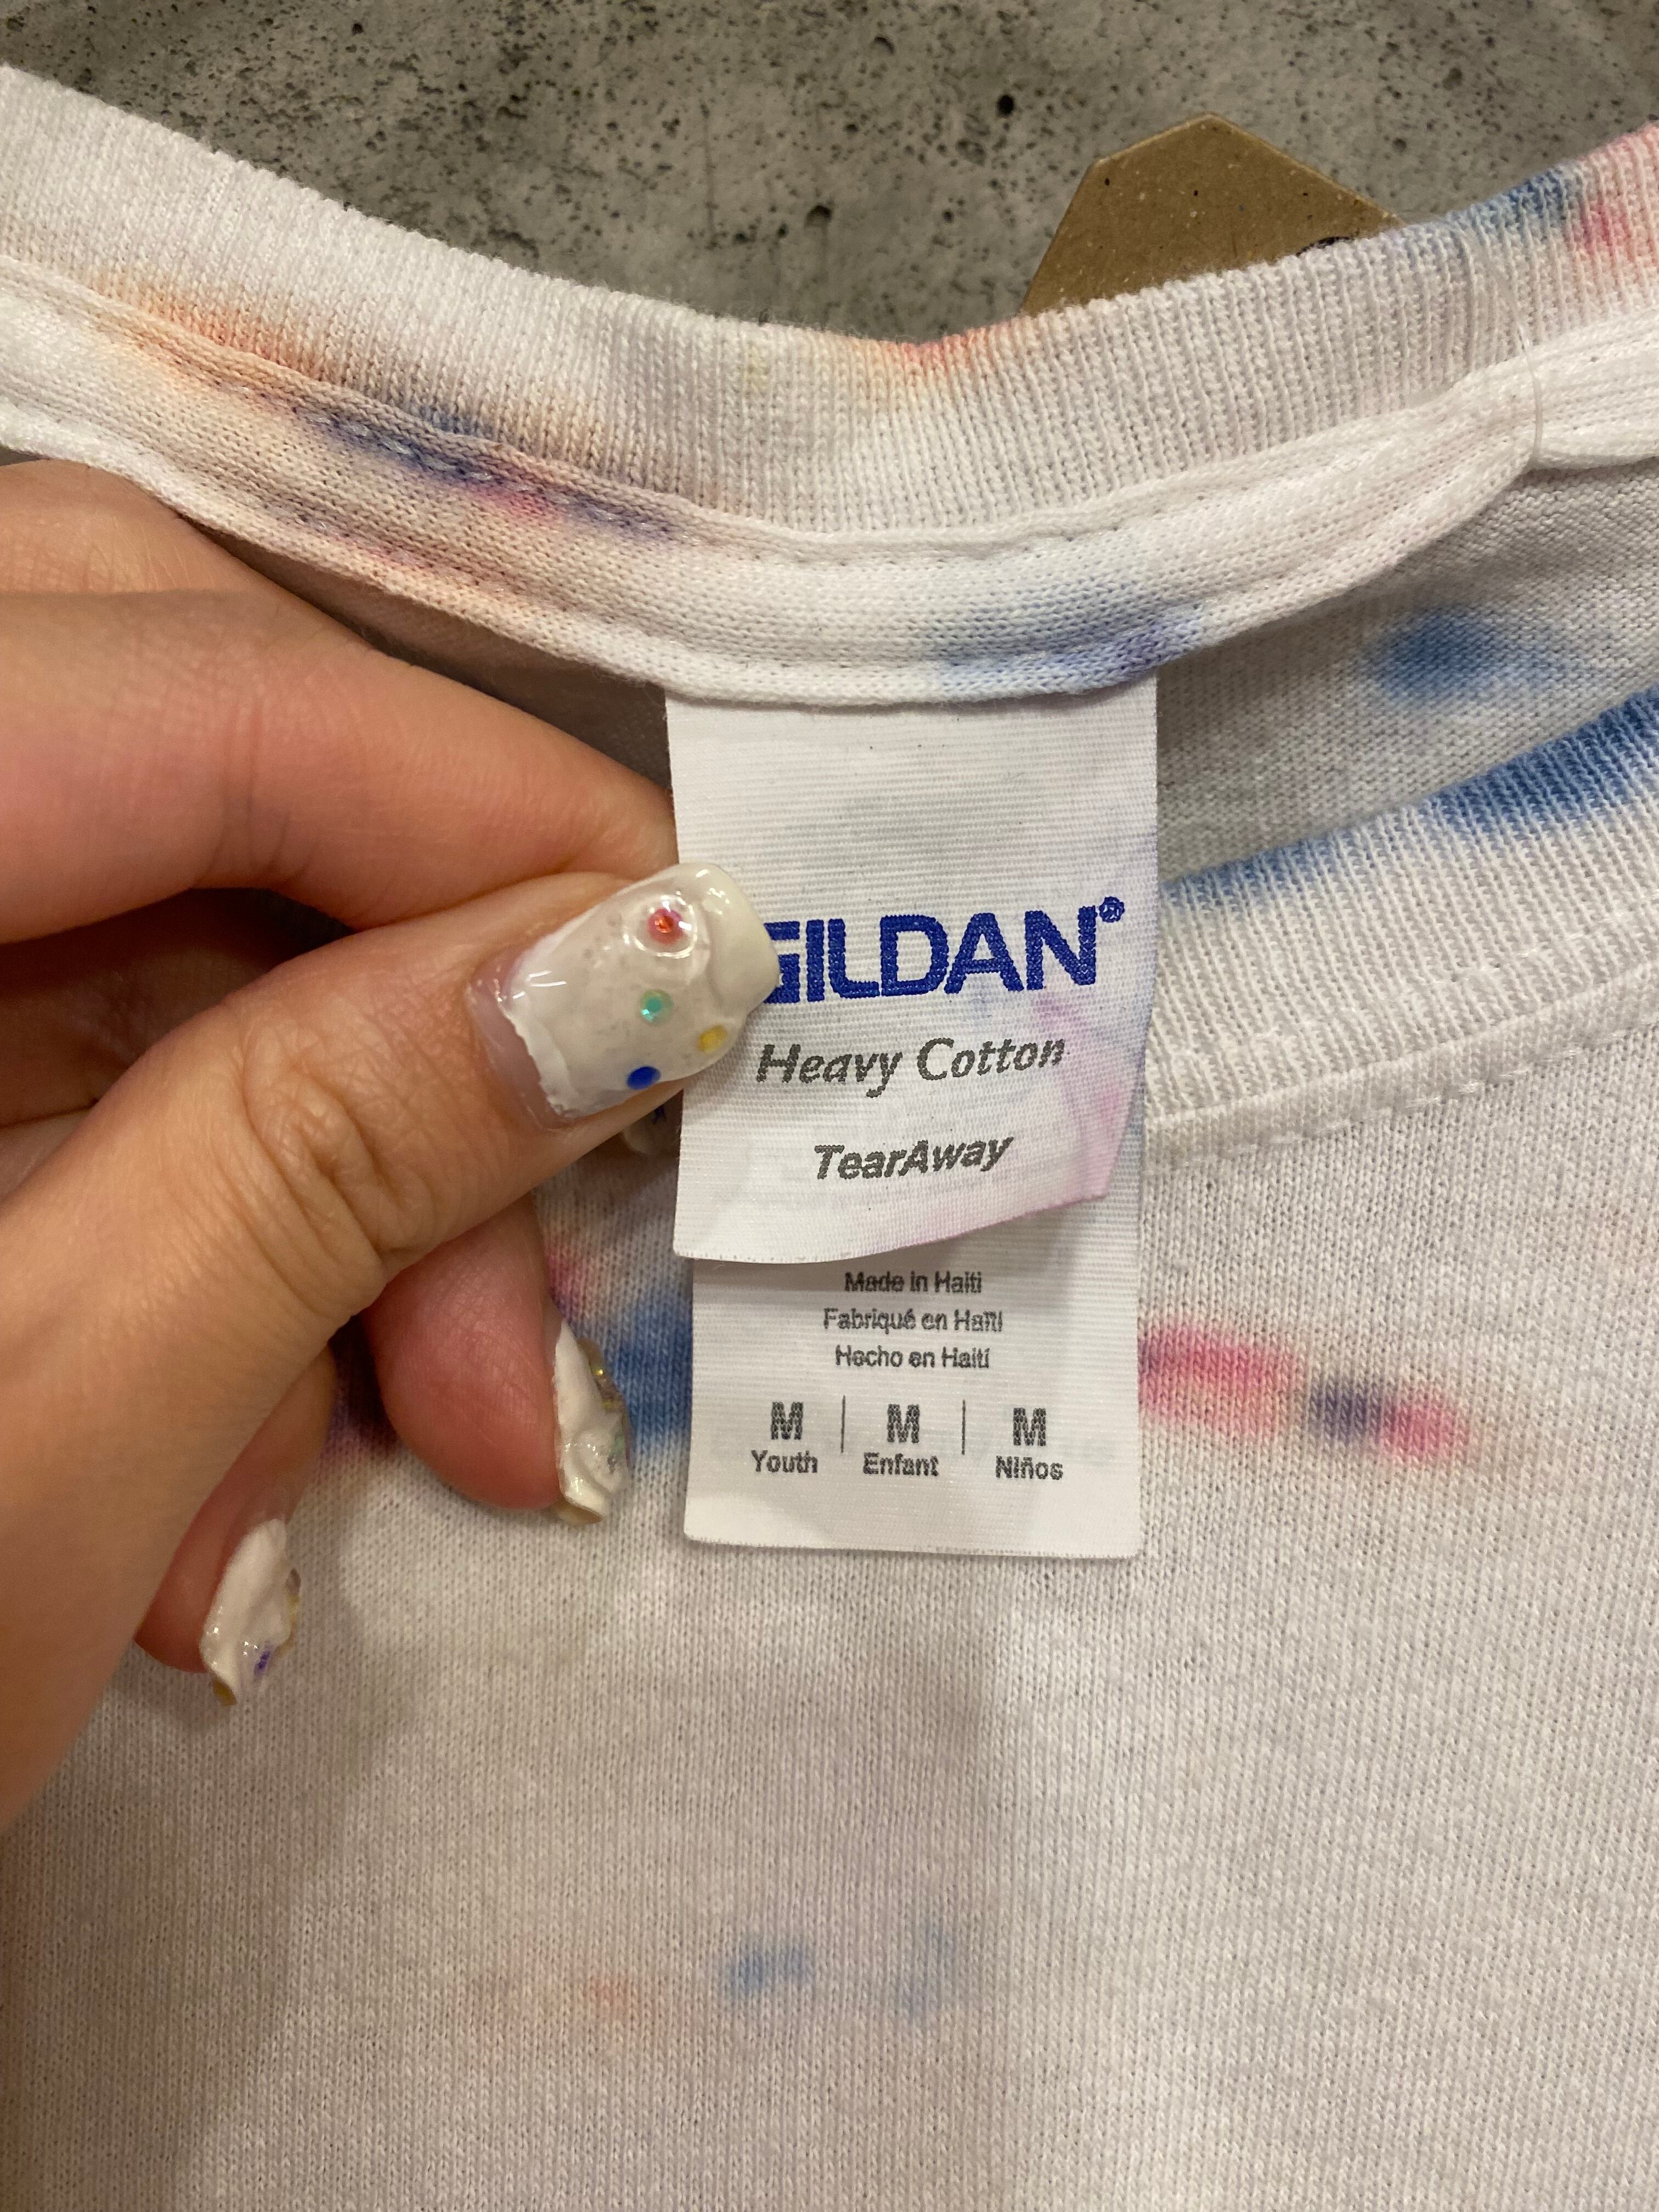 GILDAN®
Heavy Cotton
TearAway
Made in Haiti
Fabriqué en Haïti
Hecho en Haití
M | M | M
Youth | Enfant | Niños